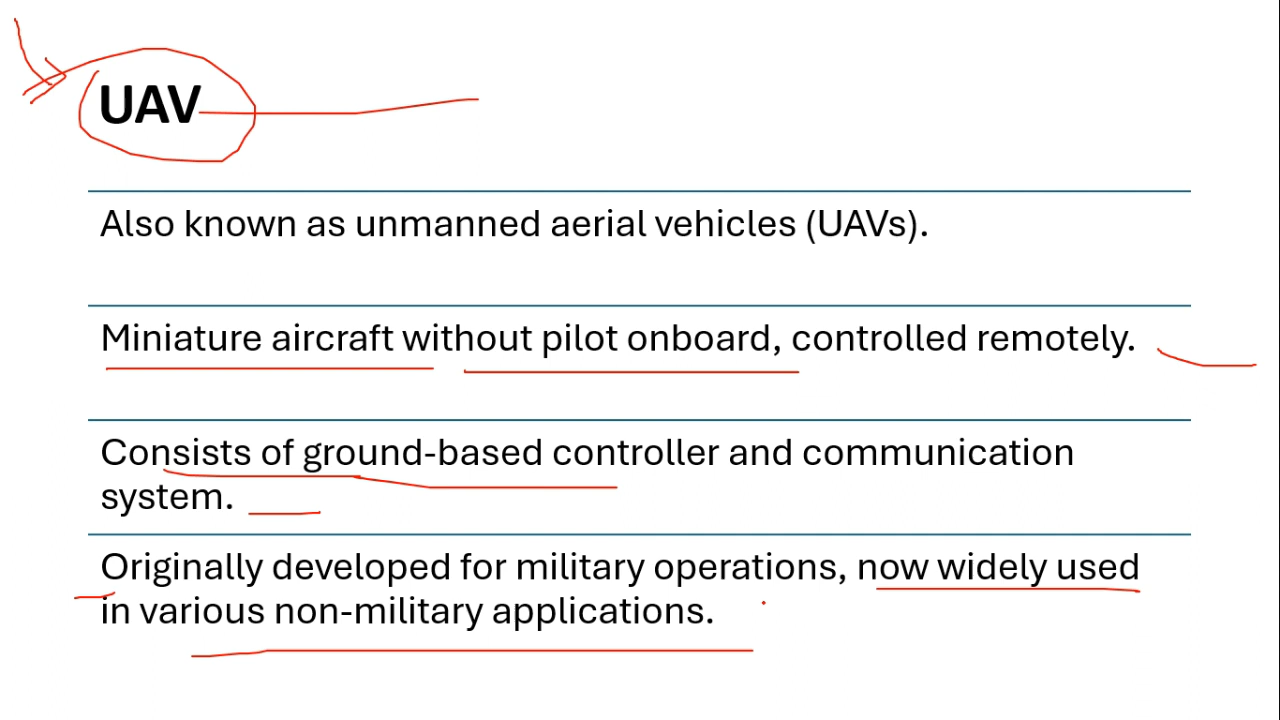 UAV
Also known as unmanned aerial vehicles (UAVs).
Miniature aircraft without pilot onboard, controlled remotely.
Consists of ground-based controller and communication
system.
Originally developed for military operations, now widely used
in various non-military applications.